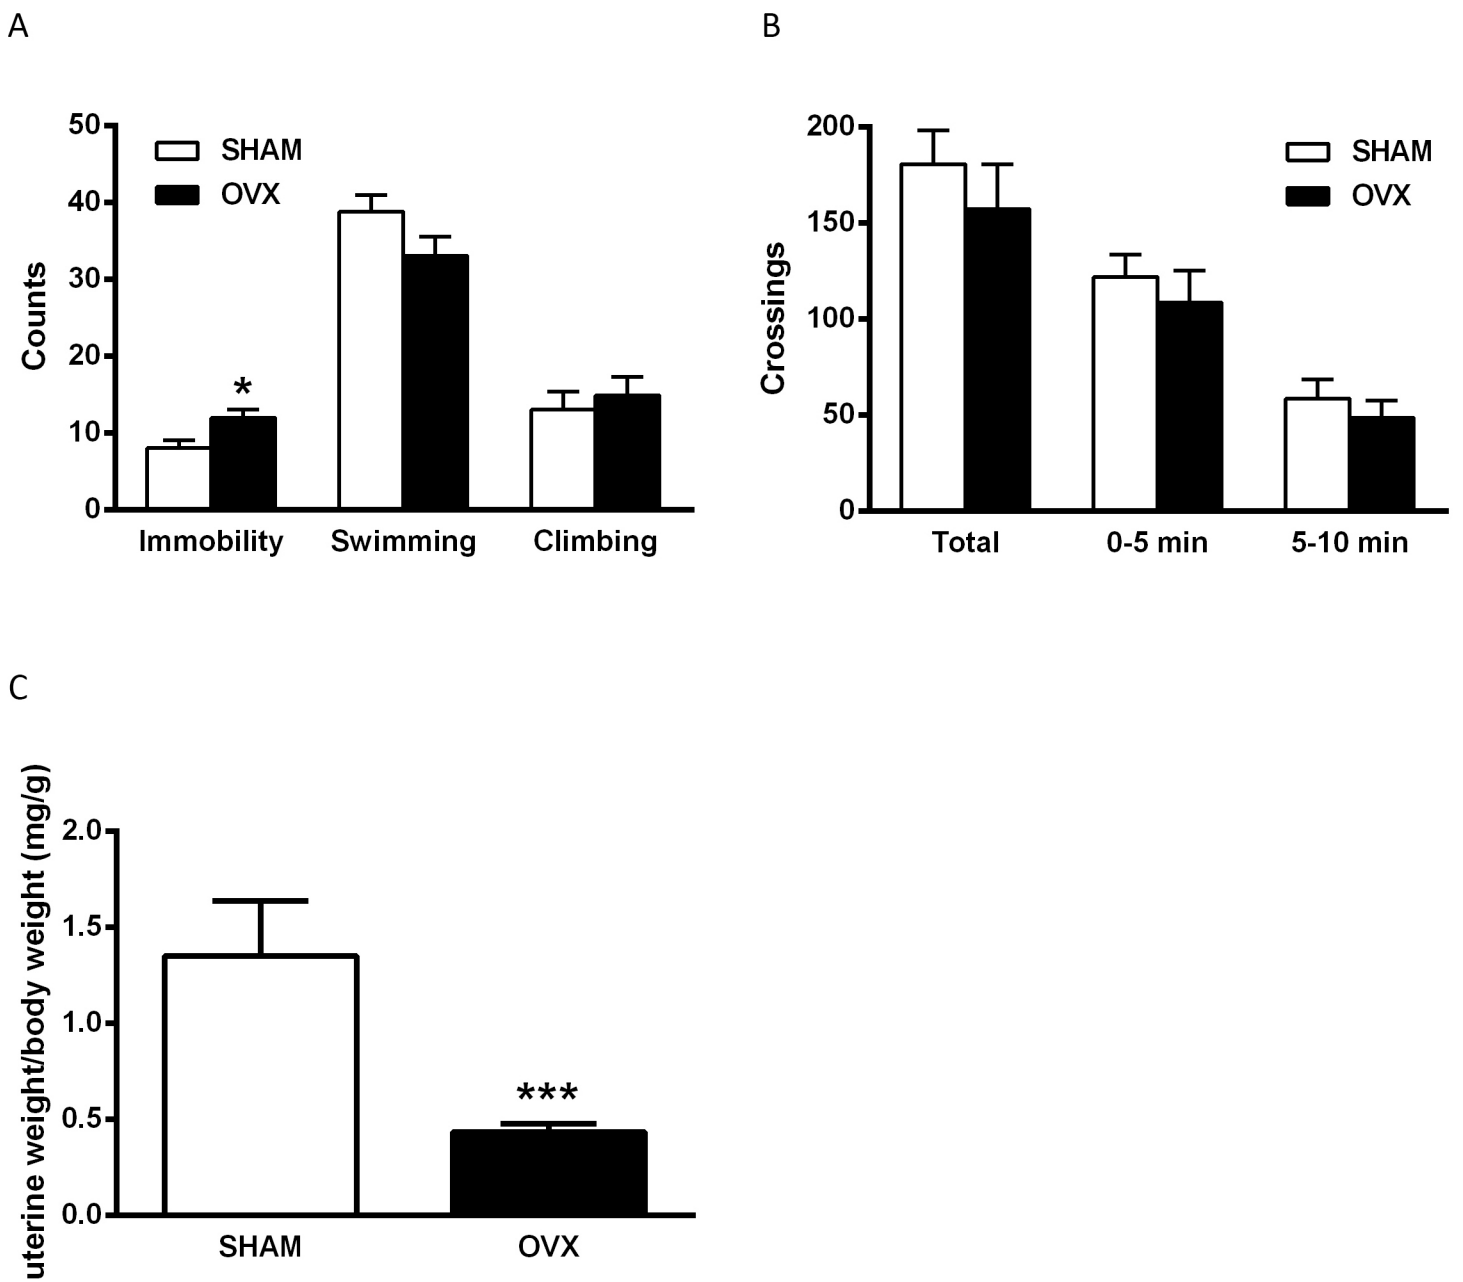 A
50
40
30
20
10
0
Counts
SHAM
OVX
*
Immobility Swimming Climbing
B
200
150
100
50
0
Crossings
SHAM
OVX
Total 0-5 min 5-10 min
C
2.0
1.5
1.0
0.5
0.0
uterine weight/body weight (mg/g)
***
SHAM OVX